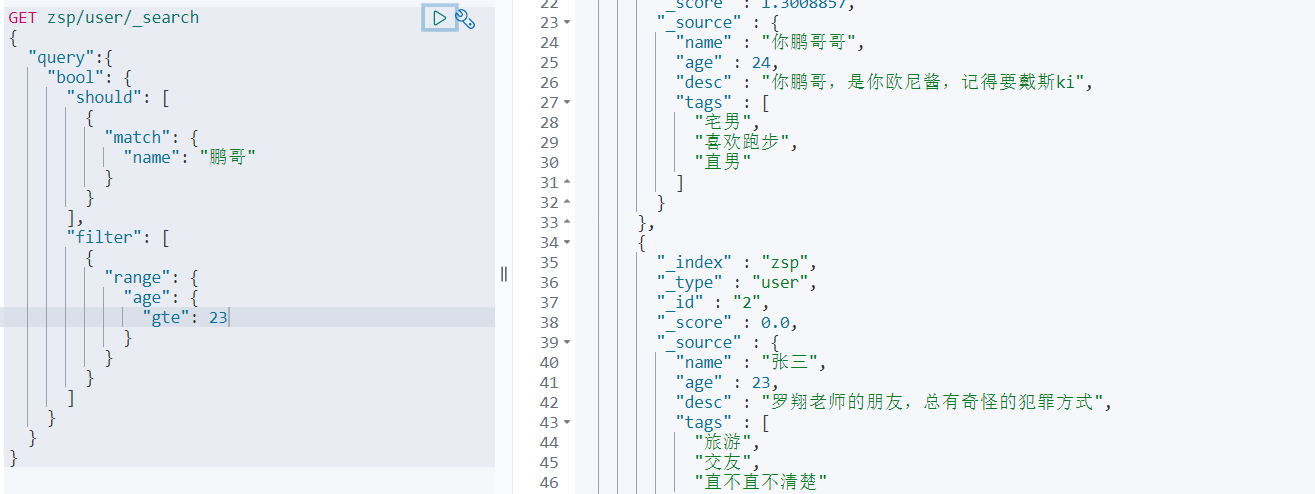 GET zsp/user/_search
{
  "query":{
    "bool": {
      "should": [
        {
          "match": {
            "name": "鹏哥"
          }
        }
      ],
      "filter": [
        {
          "range": {
            "age": {
              "gte": 23
            }
          }
        }
      ]
    }
  }
}
22 "_score" : 1.3008857,
23 "_source" : {
24 "name" : "你鹏哥哥",
25 "age" : 24,
26 "desc" : "你鹏哥，是你欧尼酱，记得要戴斯ki",
27 "tags" : [
28 "宅男",
29 "喜欢跑步",
30 "直男"
31 ]
32 }
33 },
34 {
35 "_index" : "zsp",
36 "_type" : "user",
37 "_id" : "2",
38 "_score" : 0.0,
39 "_source" : {
40 "name" : "张三",
41 "age" : 23,
42 "desc" : "罗翔老师的朋友，总有奇怪的犯罪方式",
43 "tags" : [
44 "旅游",
45 "交友",
46 "直不直不清楚"